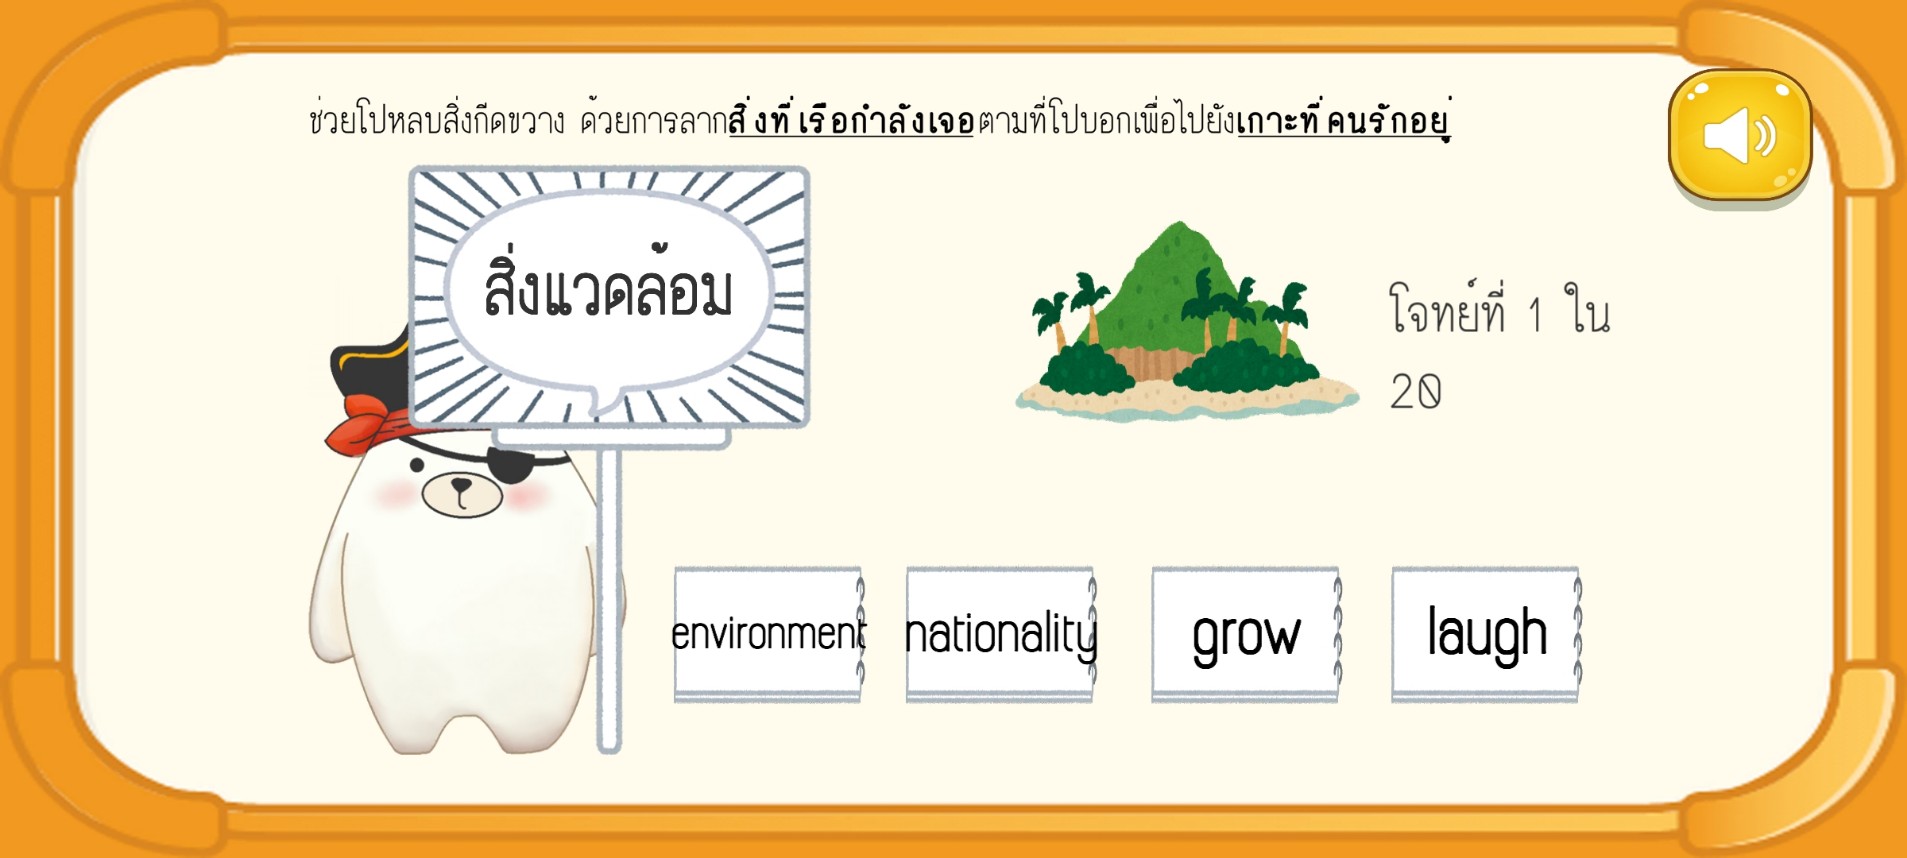 ช่วยโปหลบสิ่งกีดขวาง ด้วยการลากสิ่งที่เรือกำลังเจอตามที่โปบอกเพื่อไปยังเกาะที่คนรักอยู่
สิ่งแวดล้อม
โจทย์ที่ 1 ใน
20
environment nationality grow laugh